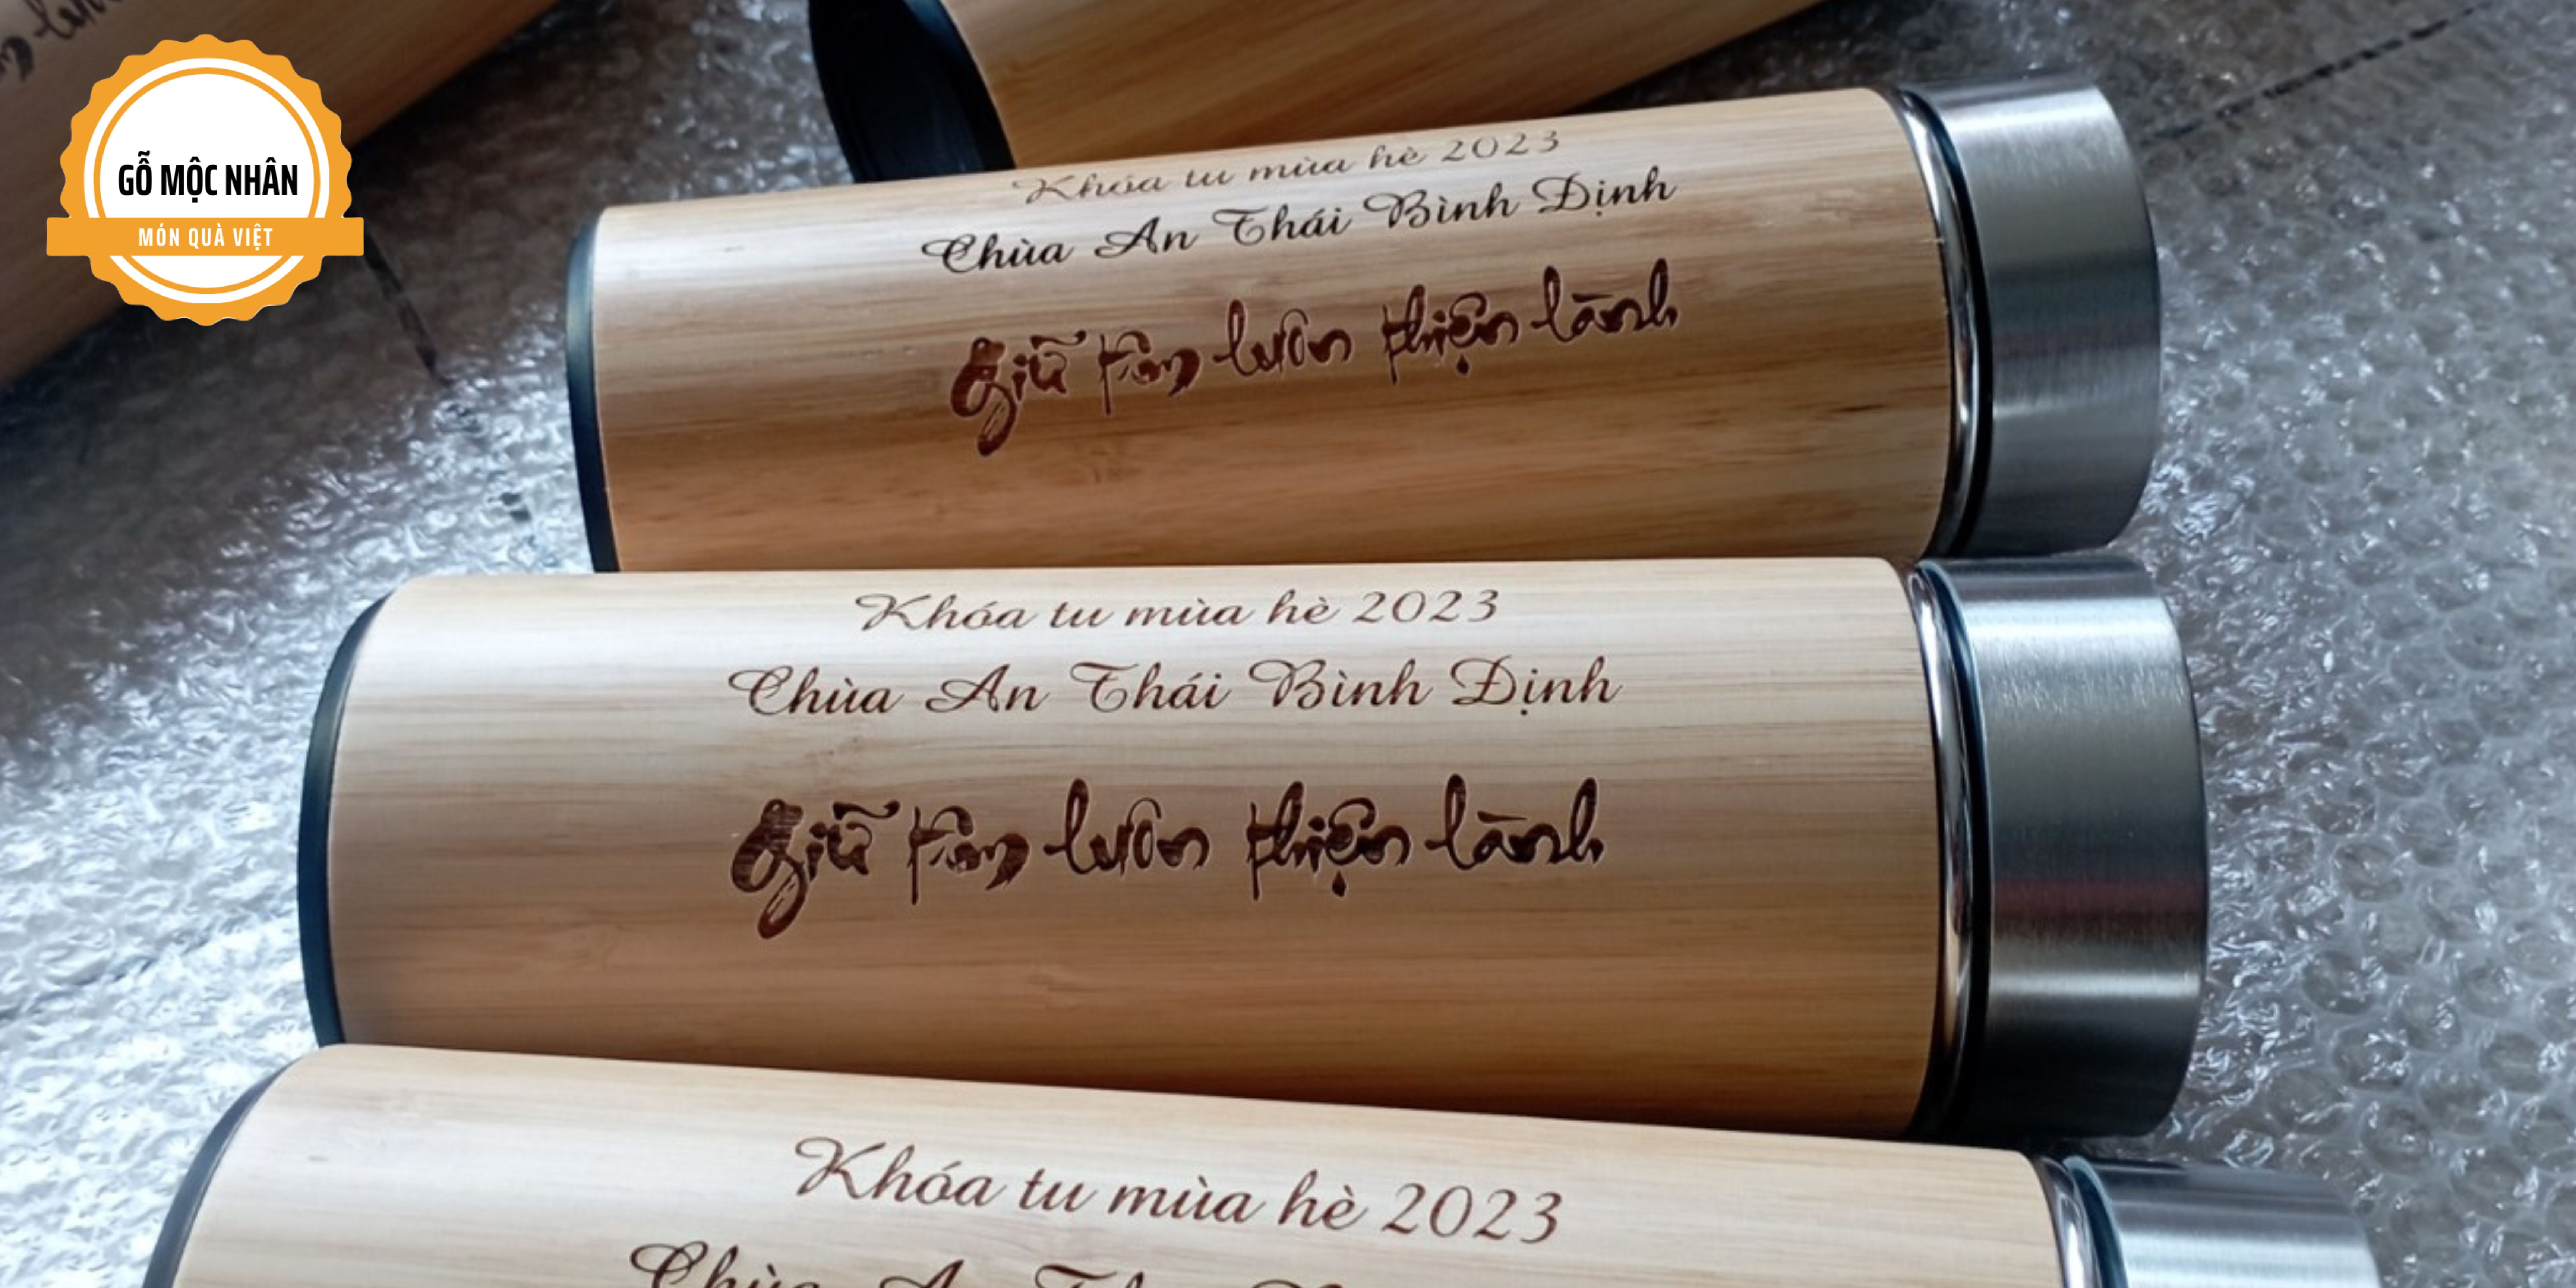 GỖ MỘC NHÂN
MÓN QUÀ VIỆT
Khóa tu mùa hè 2023
Chùa An Thái Bình Định
giữ tâm luôn thiện lành
Khóa tu mùa hè 2023
Chùa An Thái Bình Định
giữ tâm luôn thiện lành
Khóa tu mùa hè 2023
Chùa An